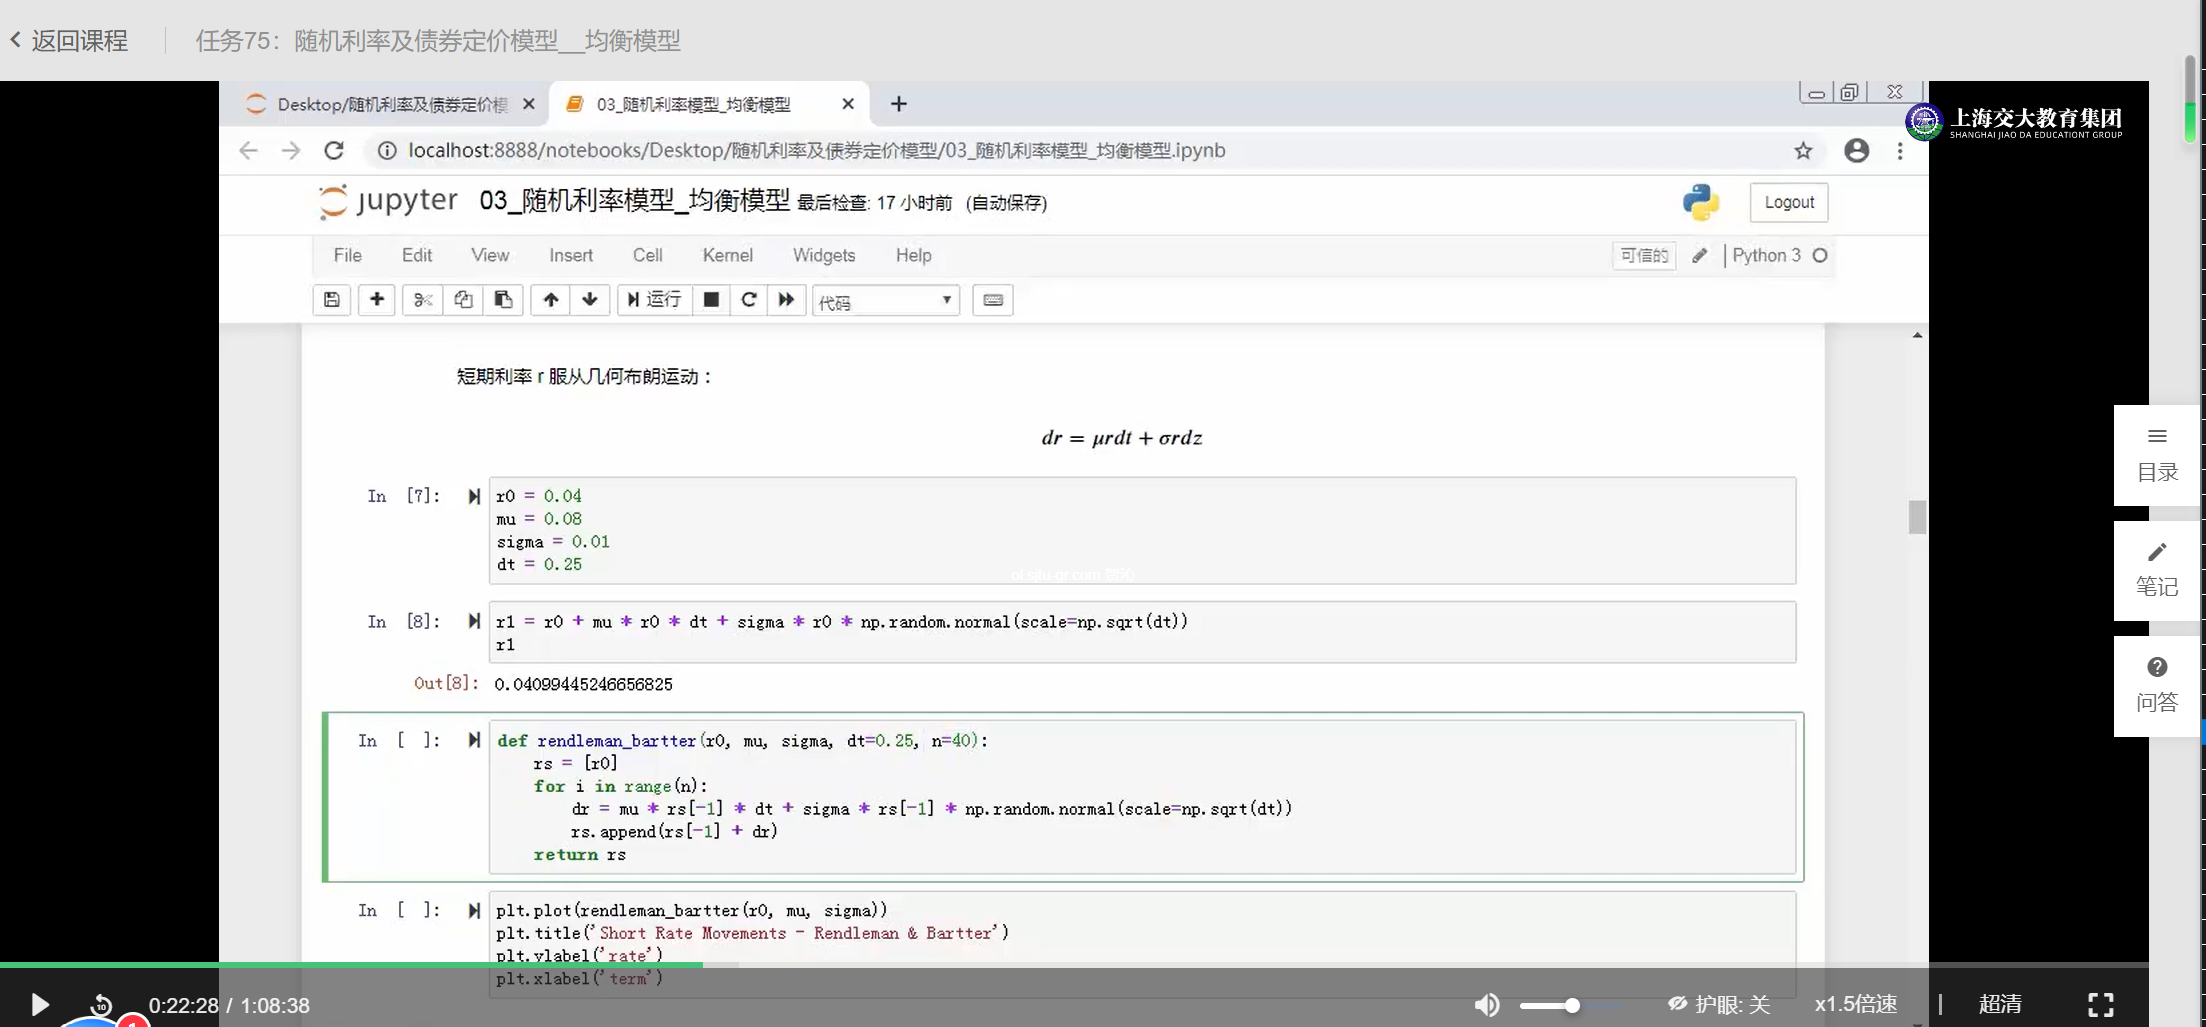 返回课程
任务75：随机利率及债券定价模型__均衡模型
Desktop/随机利率及债券定价模
03_随机利率模型_均衡模型
上海交大教育集团
SHANGHAI JIAO DA EDUCATIONT GROUP
localhost:8888/notebooks/Desktop/随机利率及债券定价模型/03_随机利率模型_均衡模型.ipynb
jupyter 03_随机利率模型_均衡模型 最后检查: 17 小时前 (自动保存)
Logout
File Edit View Insert Cell Kernel Widgets Help
可信的
Python 3
运行
代码
短期利率 r 服从几何布朗运动：
dr = μrdt + σrdz
In [7]:
r0 = 0.04
mu = 0.08
sigma = 0.01
dt = 0.25
In [8]:
r1 = r0 + mu * r0 * dt + sigma * r0 * np.random.normal(scale=np.sqrt(dt))
r1
Out[8]: 0.04099445246656825
In [ ]:
def rendleman_bartter(r0, mu, sigma, dt=0.25, n=40):
    rs = [r0]
    for i in range(n):
        dr = mu * rs[-1] * dt + sigma * rs[-1] * np.random.normal(scale=np.sqrt(dt))
        rs.append(rs[-1] + dr)
    return rs
In [ ]:
plt.plot(rendleman_bartter(r0, mu, sigma))
plt.title('Short Rate Movements - Rendleman & Bartter')
plt.ylabel('rate')
plt.xlabel('term')
目录
笔记
问答
10
0:22:28 / 1:08:38
护眼: 关
x1.5倍速
超清